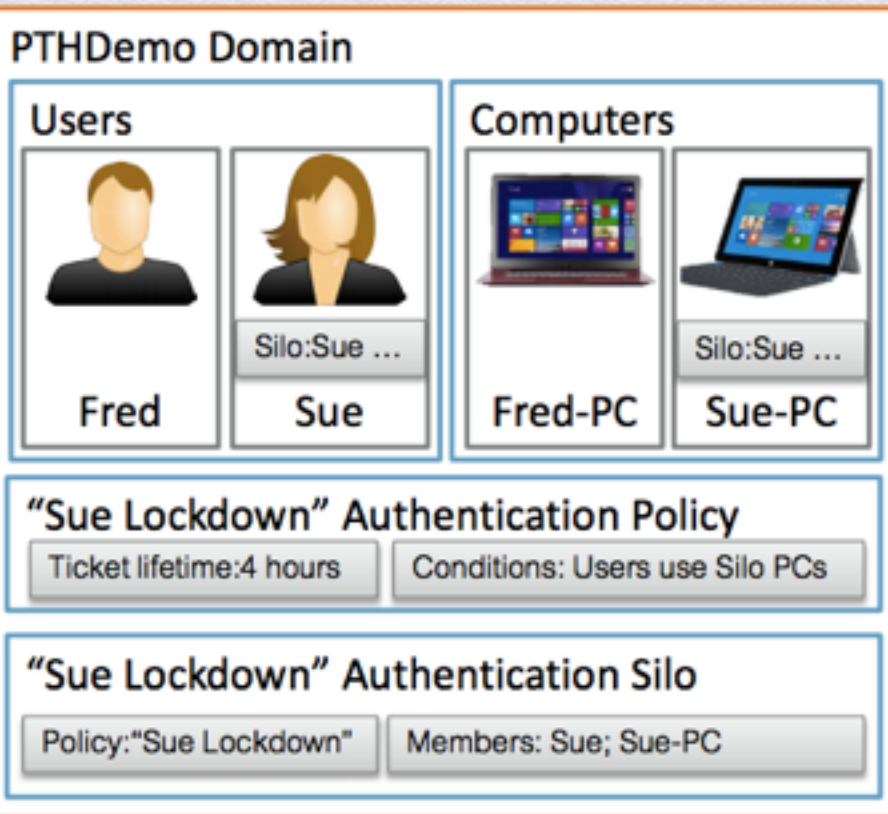 PTHDemo Domain
Users
Computers
Silo:Sue ...
Silo:Sue ...
Fred
Sue
Fred-PC
Sue-PC
“Sue Lockdown” Authentication Policy
Ticket lifetime:4 hours
Conditions: Users use Silo PCs
“Sue Lockdown” Authentication Silo
Policy:“Sue Lockdown”
Members: Sue; Sue-PC